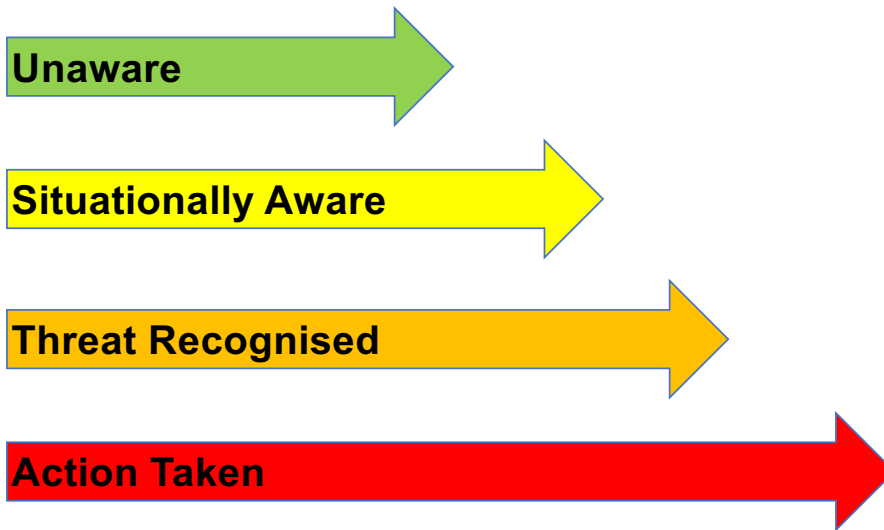 Unaware
Situationally Aware
Threat Recognised
Action Taken